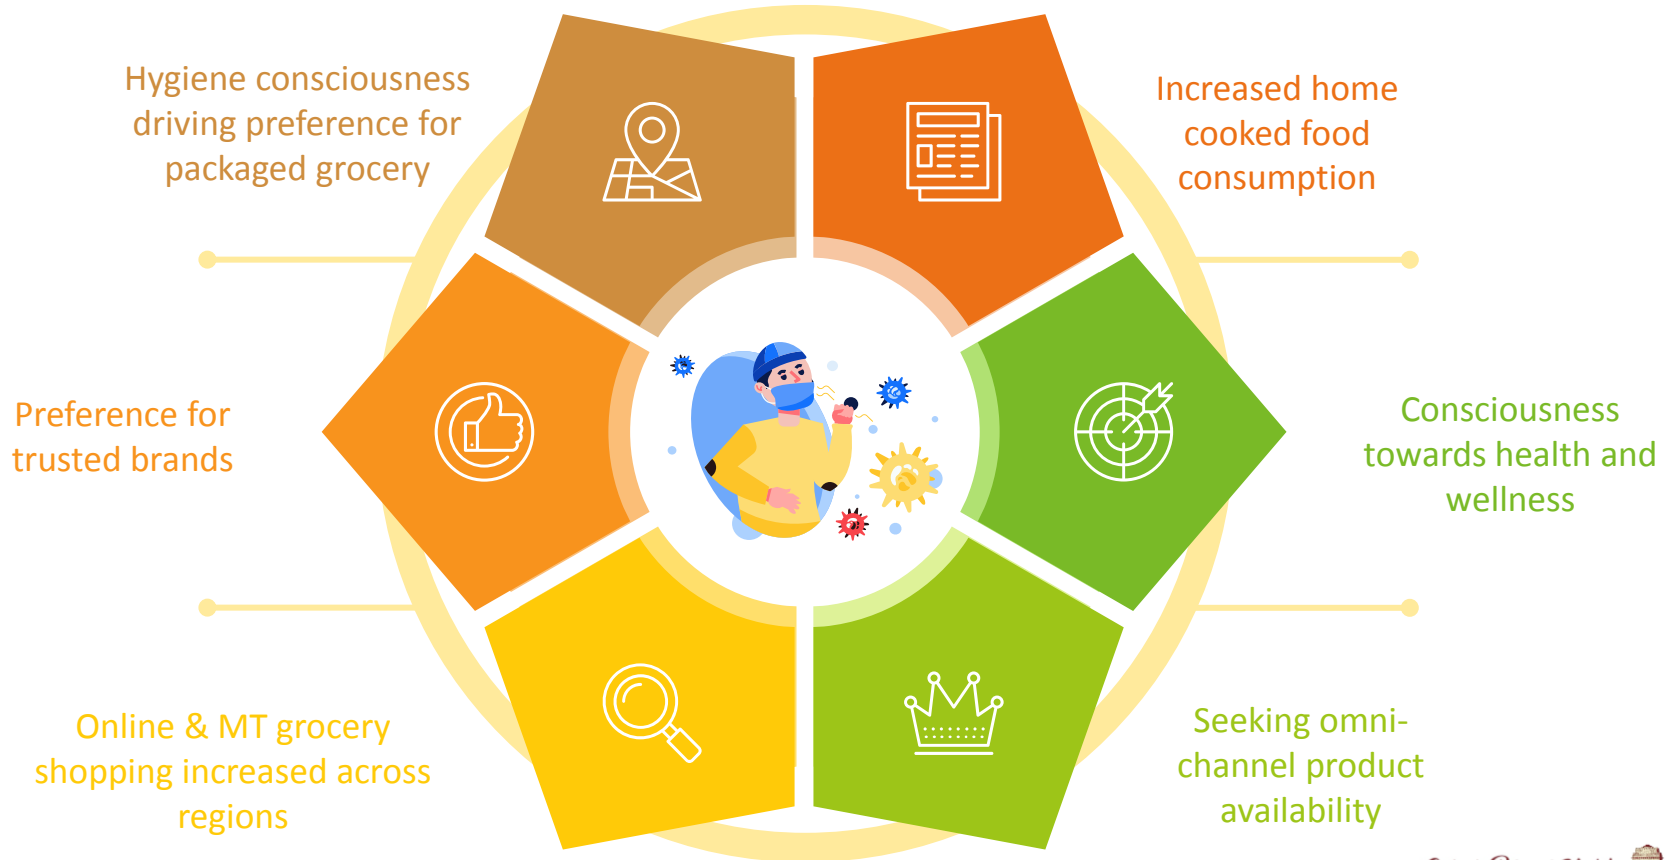 Hygiene consciousness
driving preference for
packaged grocery
Increased home
cooked food
consumption
Preference for
trusted brands
Consciousness
towards health and
wellness
Online & MT grocery
shopping increased across
regions
Seeking omni-
channel product
availability